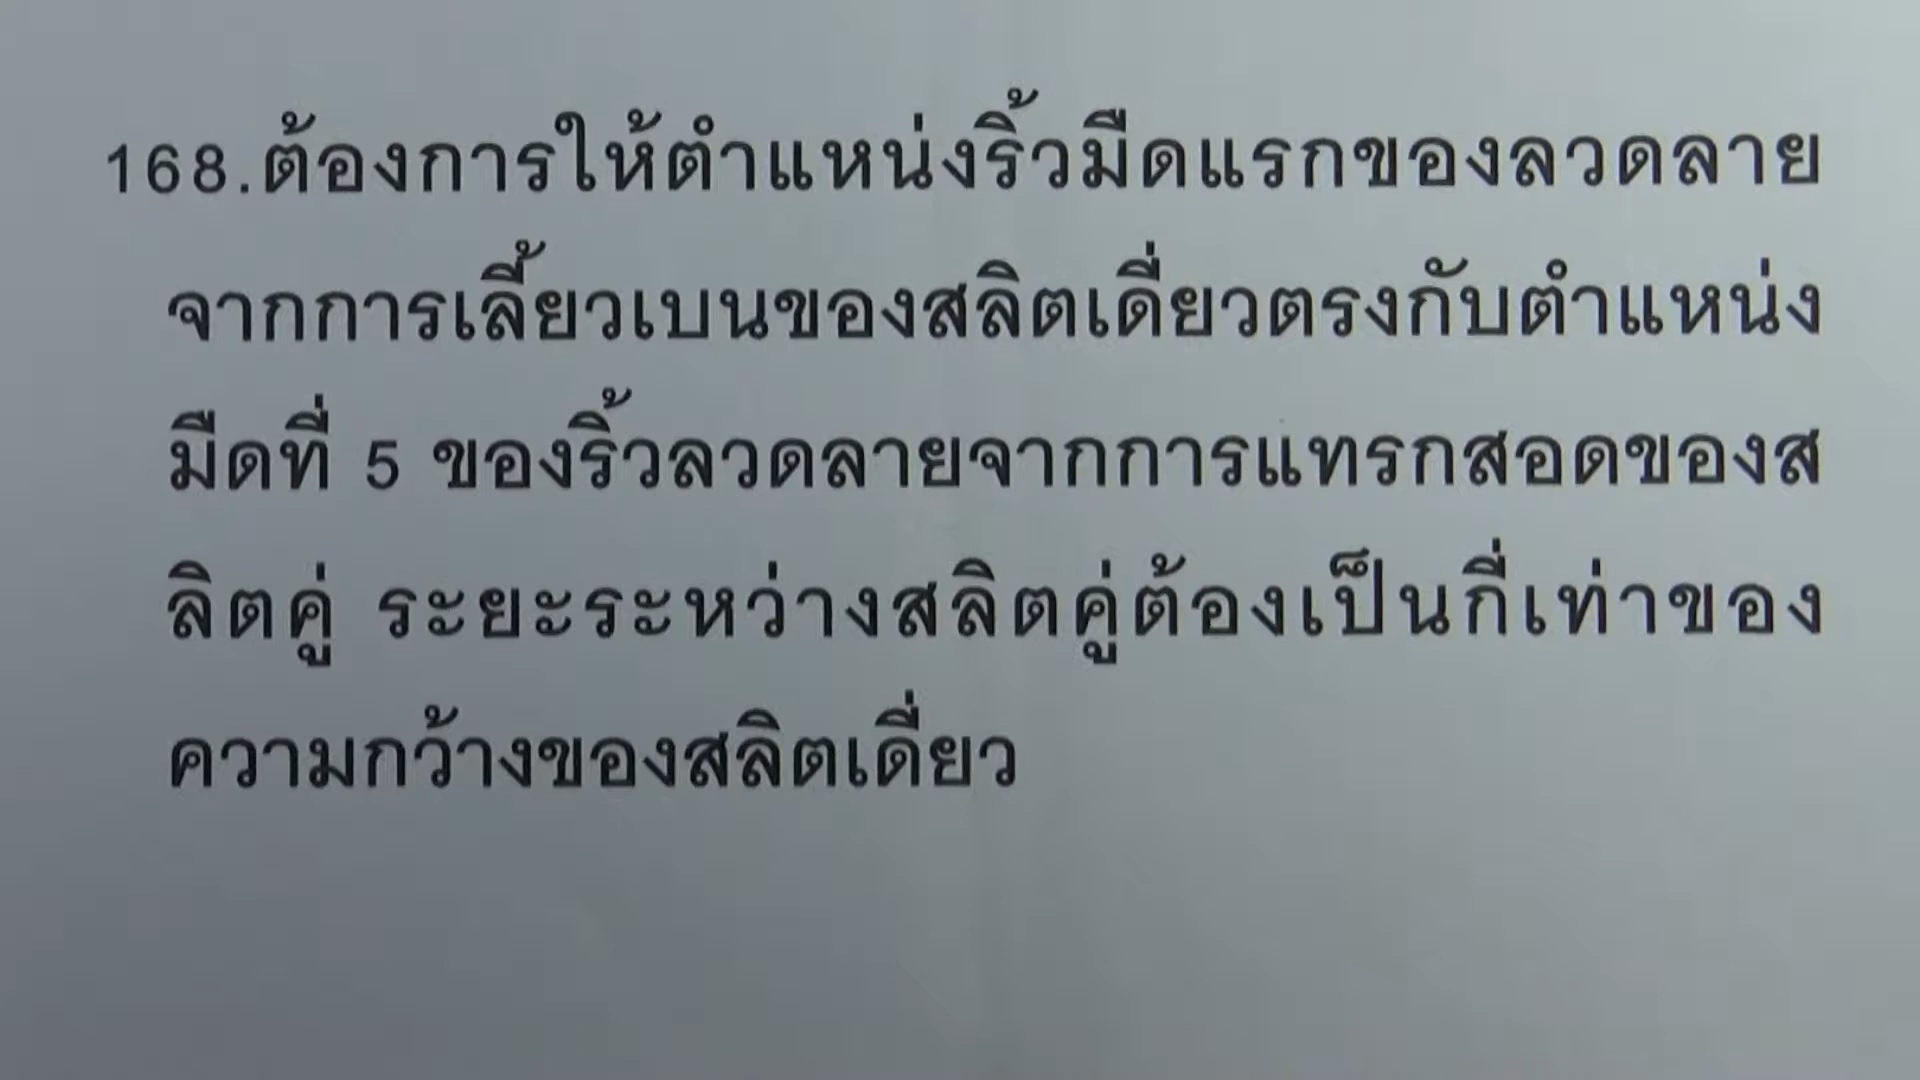 168.ต้องการให้ตำแหน่งริ้วมืดแรกของลวดลาย
จากการเลี้ยวเบนของสลิตเดี่ยวตรงกับตำแหน่ง
มืดที่ 5 ของริ้วลวดลายจากการแทรกสอดของส
ลิตคู่ ระยะระหว่างสลิตคู่ต้องเป็นกี่เท่าของ
ความกว้างของสลิตเดี่ยว